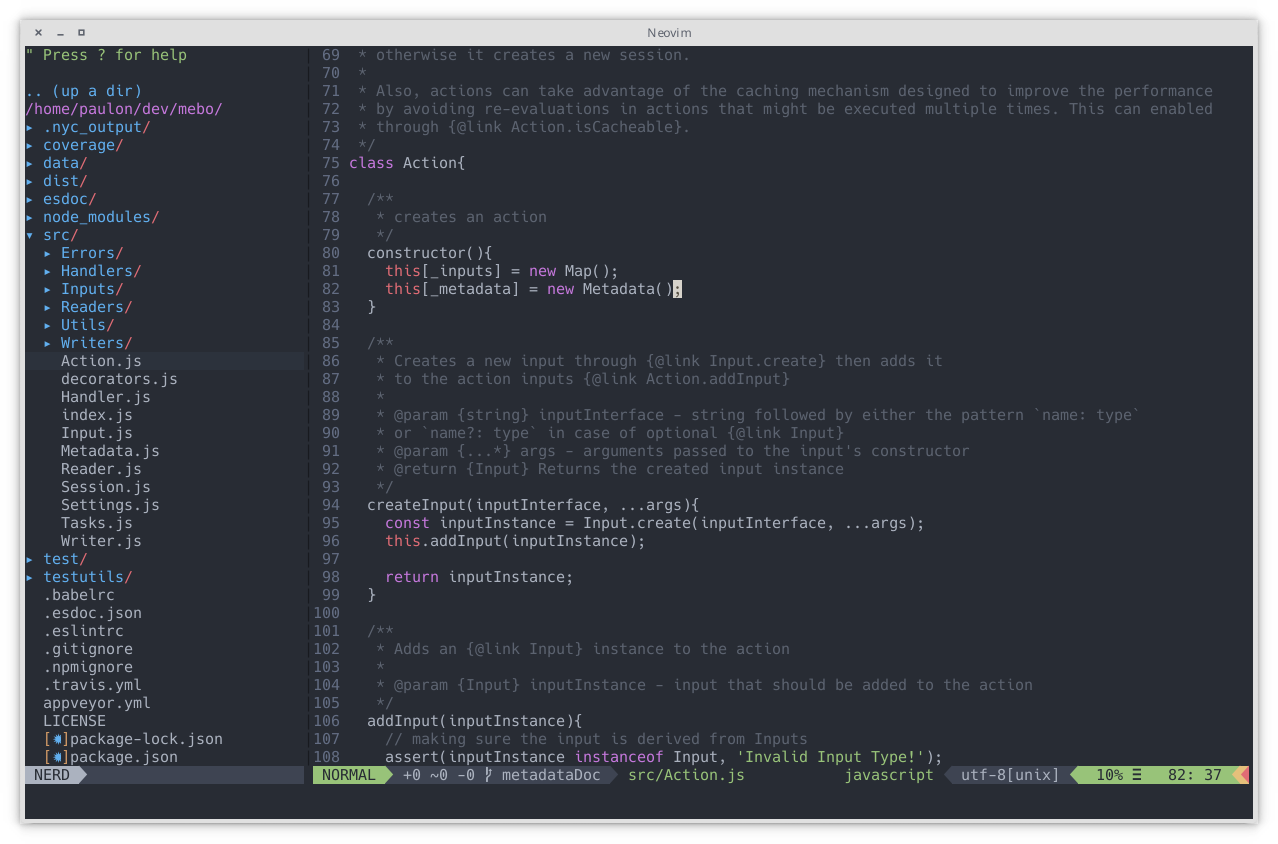 Neovim
" Press ? for help
.. (up a dir)
/home/paulon/dev/mebo/
▸ .nyc_output/
▸ coverage/
▸ data/
▸ dist/
▸ esdoc/
▸ node_modules/
▾ src/
▸ Errors/
▸ Handlers/
▸ Inputs/
▸ Readers/
▸ Utils/
▸ Writers/
Action.js
decorators.js
Handler.js
index.js
Input.js
Metadata.js
Reader.js
Session.js
Settings.js
Tasks.js
Writer.js
▸ test/
▸ testutils/
.babelrc
.esdoc.json
.eslintrc
.gitignore
.npmignore
.travis.yml
appveyor.yml
LICENSE
[✹]package-lock.json
[✹]package.json
NERD
69 * otherwise it creates a new session.
70 *
71 * Also, actions can take advantage of the caching mechanism designed to improve the performance
72 * by avoiding re-evaluations in actions that might be executed multiple times. This can enabled
73 * through {@link Action.isCacheable}.
74 */
75 class Action{
76
77 /**
78 * creates an action
79 */
80 constructor(){
81 this[_inputs] = new Map();
82 this[_metadata] = new Metadata();
83 }
84
85 /**
86 * Creates a new input through {@link Input.create} then adds it
87 * to the action inputs {@link Action.addInput}
88 *
89 * @param {string} inputInterface - string followed by either the pattern `name: type`
90 * or `name?: type` in case of optional {@link Input}
91 * @param {...*} args - arguments passed to the input's constructor
92 * @return {Input} Returns the created input instance
93 */
94 createInput(inputInterface, ...args){
95 const inputInstance = Input.create(inputInterface, ...args);
96 this.addInput(inputInstance);
97
98 return inputInstance;
99 }
100
101 /**
102 * Adds an {@link Input} instance to the action
103 *
104 * @param {Input} inputInstance - input that should be added to the action
105 */
106 addInput(inputInstance){
107 // making sure the input is derived from Inputs
108 assert(inputInstance instanceof Input, 'Invalid Input Type!');
NORMAL +0 ~0 -0 metadataDoc src/Action.js javascript utf-8[unix] 10% ☰ 82: 37